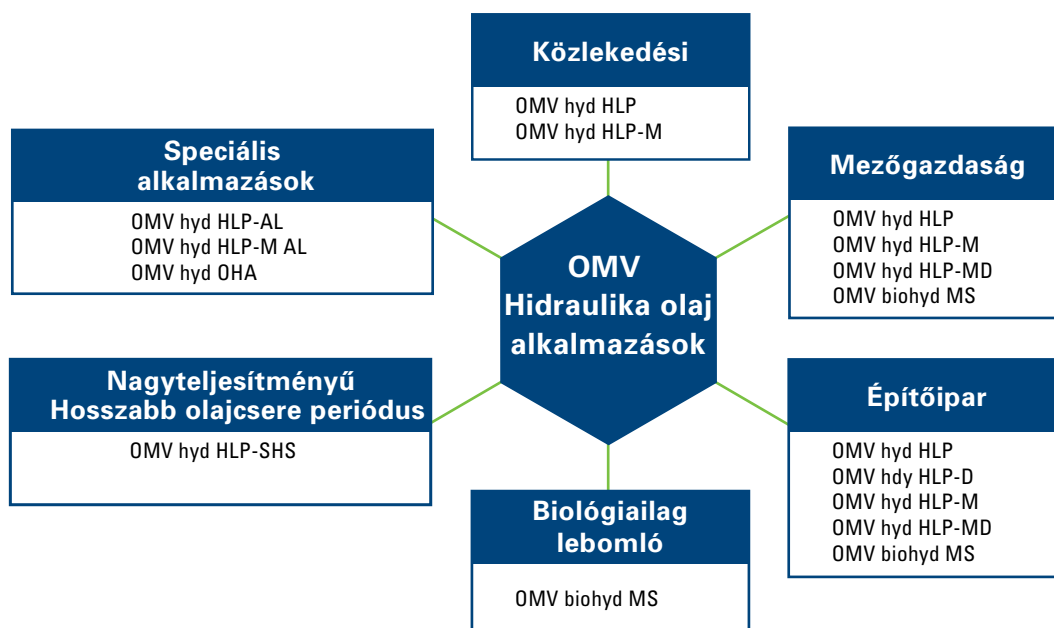 Közlekedési
OMV hyd HLP
OMV hyd HLP-M
Speciális
alkalmazások
OMV hyd HLP-AL
OMV hyd HLP-M AL
OMV hyd OHA
Mezőgazdaság
OMV hyd HLP
OMV hyd HLP-M
OMV hyd HLP-MD
OMV biohyd MS
OMV
Hidraulika olaj
alkalmazások
Nagyteljesítményű
Hosszabb olajcsere periódus
OMV hyd HLP-SHS
Építőipar
OMV hyd HLP
OMV hdy HLP-D
OMV hyd HLP-M
OMV hyd HLP-MD
OMV biohyd MS
Biológiailag
lebomló
OMV biohyd MS